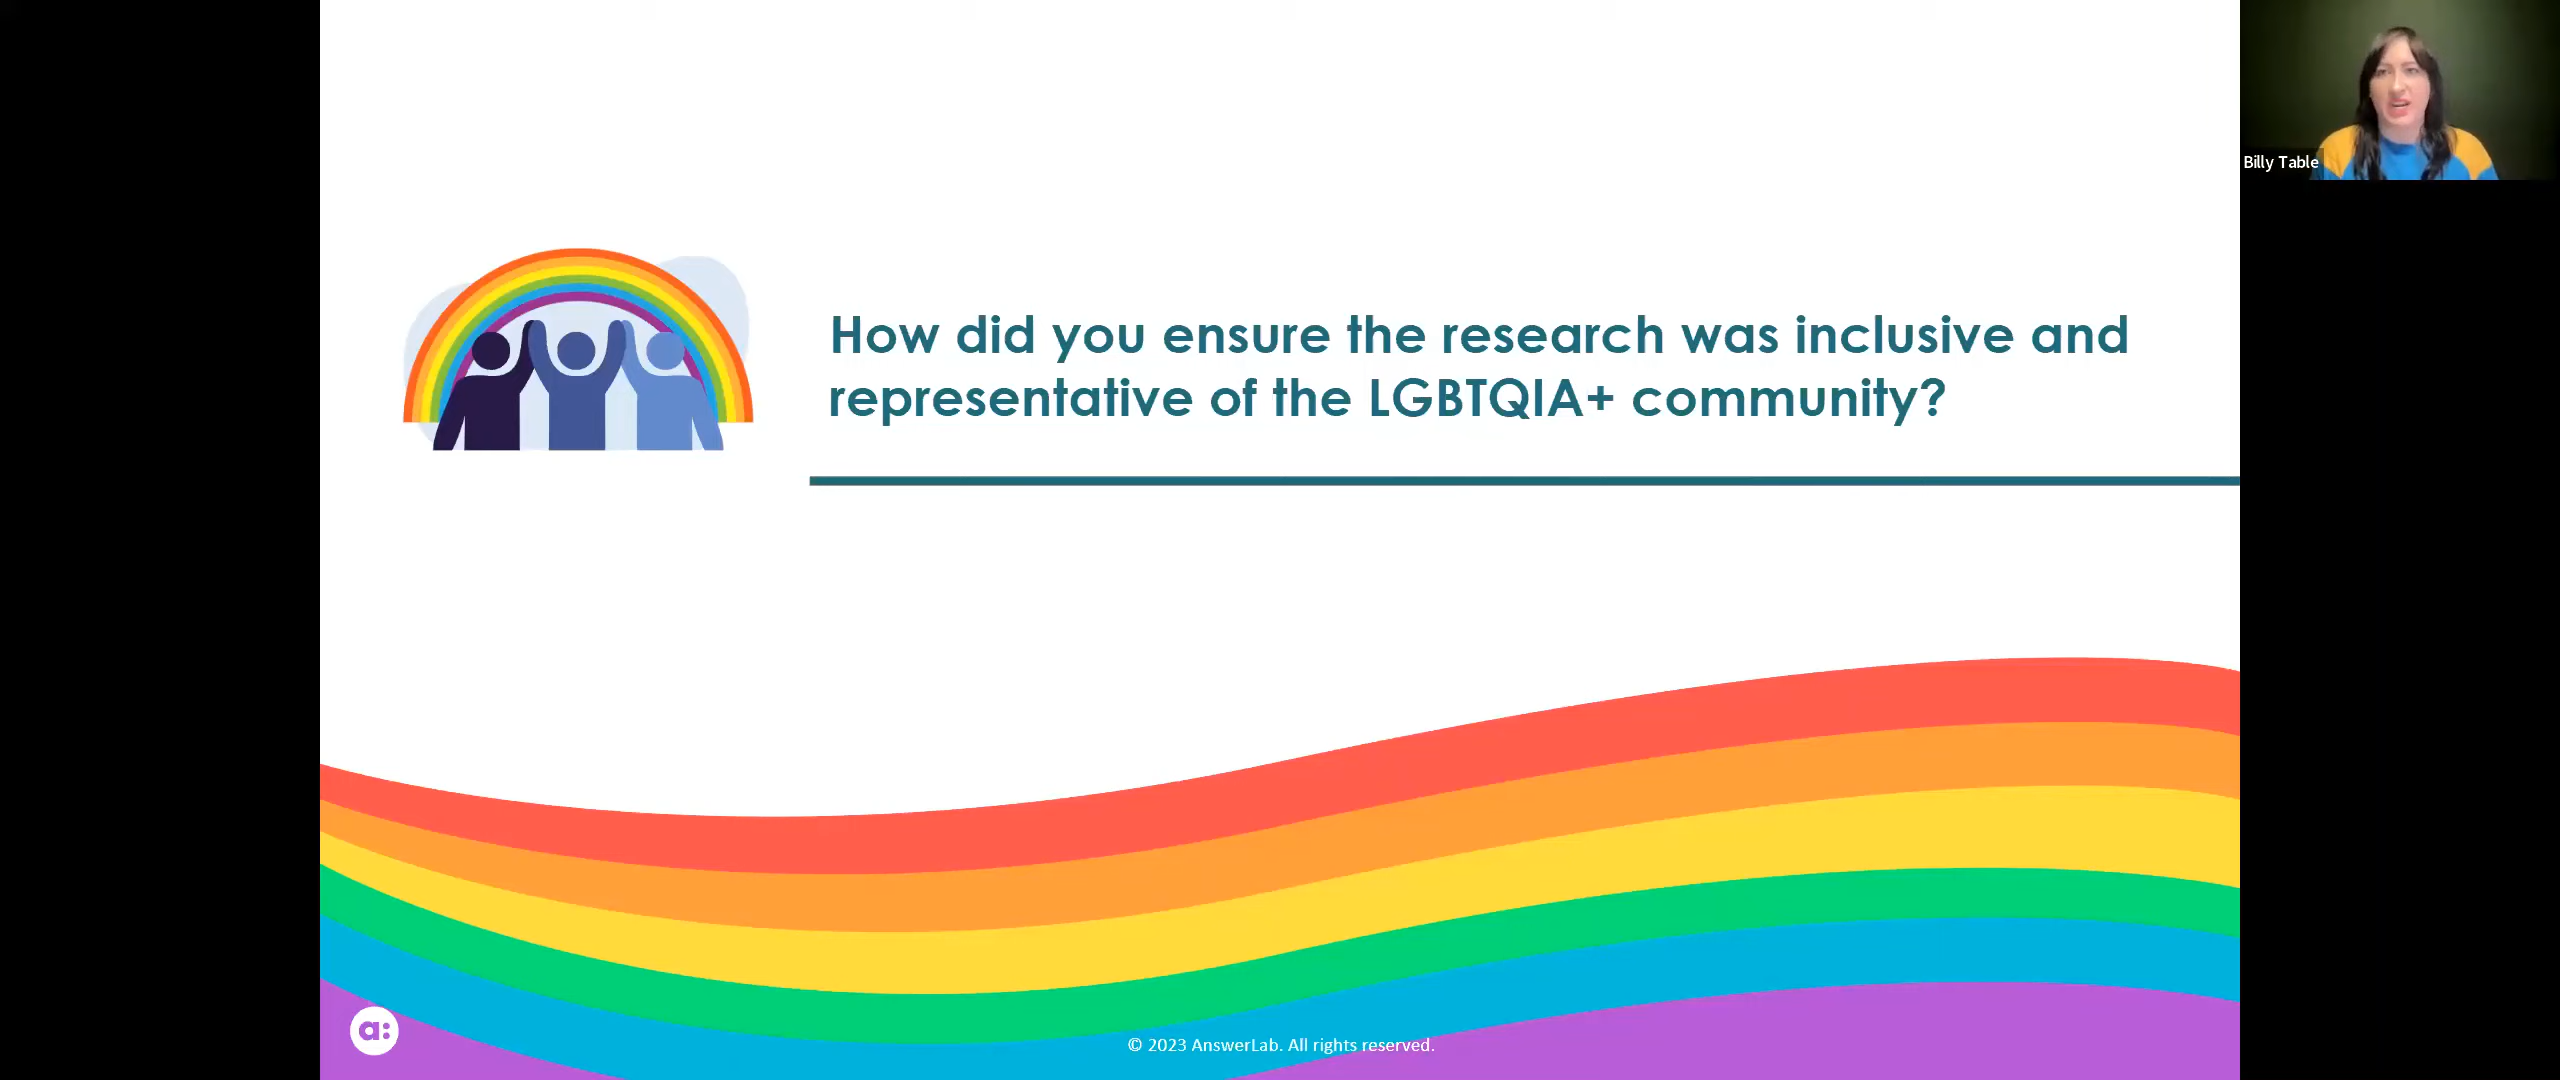 Billy Table
How did you ensure the research was inclusive and
representative of the LGBTQIA+ community?
a:
© 2023 AnswerLab. All rights reserved.